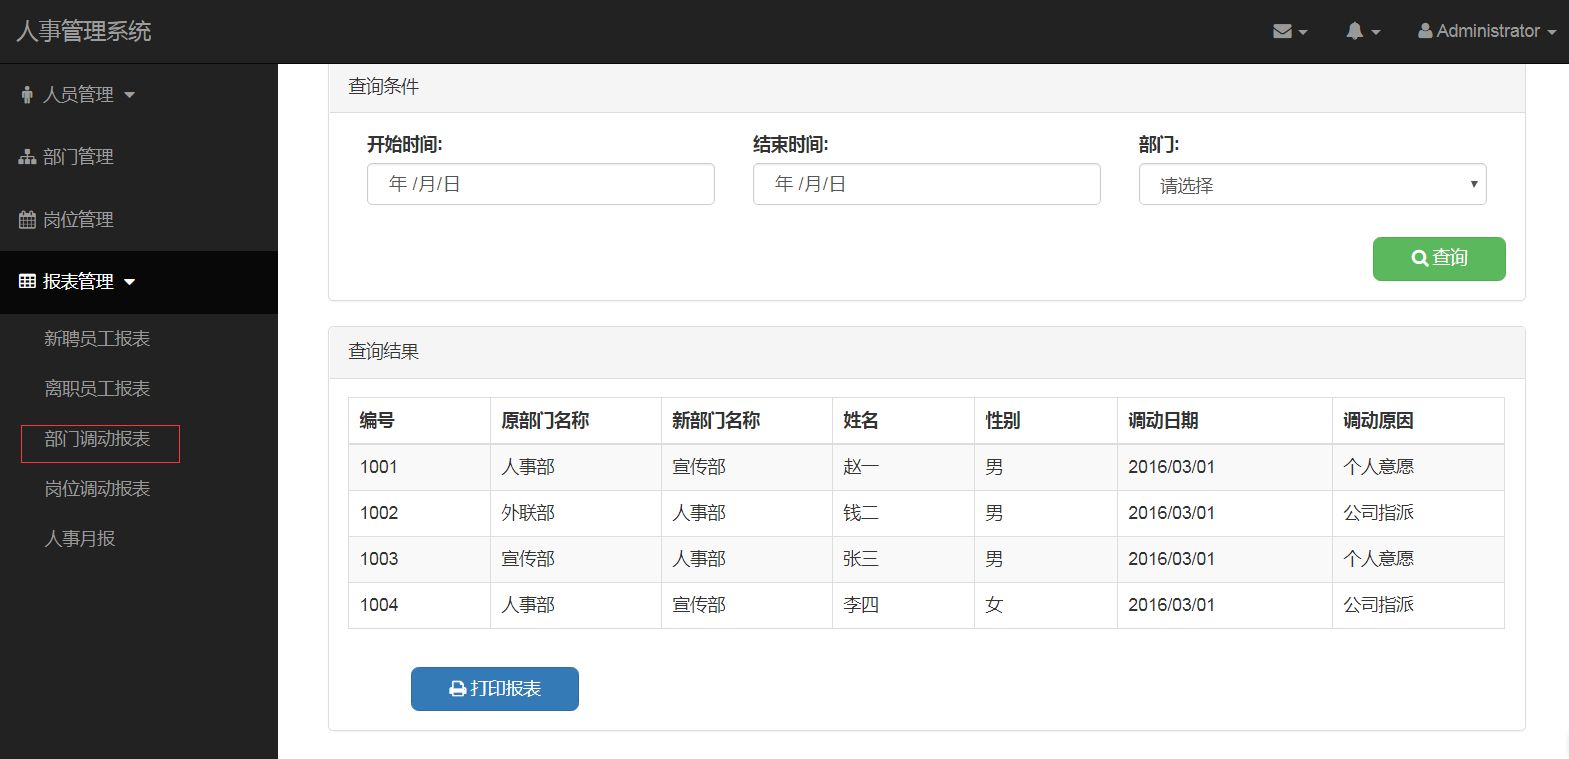 人事管理系统
Administrator
人员管理
部门管理
岗位管理
报表管理
新聘员工报表
离职员工报表
部门调动报表
岗位调动报表
人事月报
查询条件
开始时间: 结束时间: 部门:
年 /月/日 年 /月/日 请选择
查询
查询结果
编号 原部门名称 新部门名称 姓名 性别 调动日期 调动原因
1001 人事部 宣传部 赵一 男 2016/03/01 个人意愿
1002 外联部 人事部 钱二 男 2016/03/01 公司指派
1003 宣传部 人事部 张三 男 2016/03/01 个人意愿
1004 人事部 宣传部 李四 女 2016/03/01 公司指派
打印报表